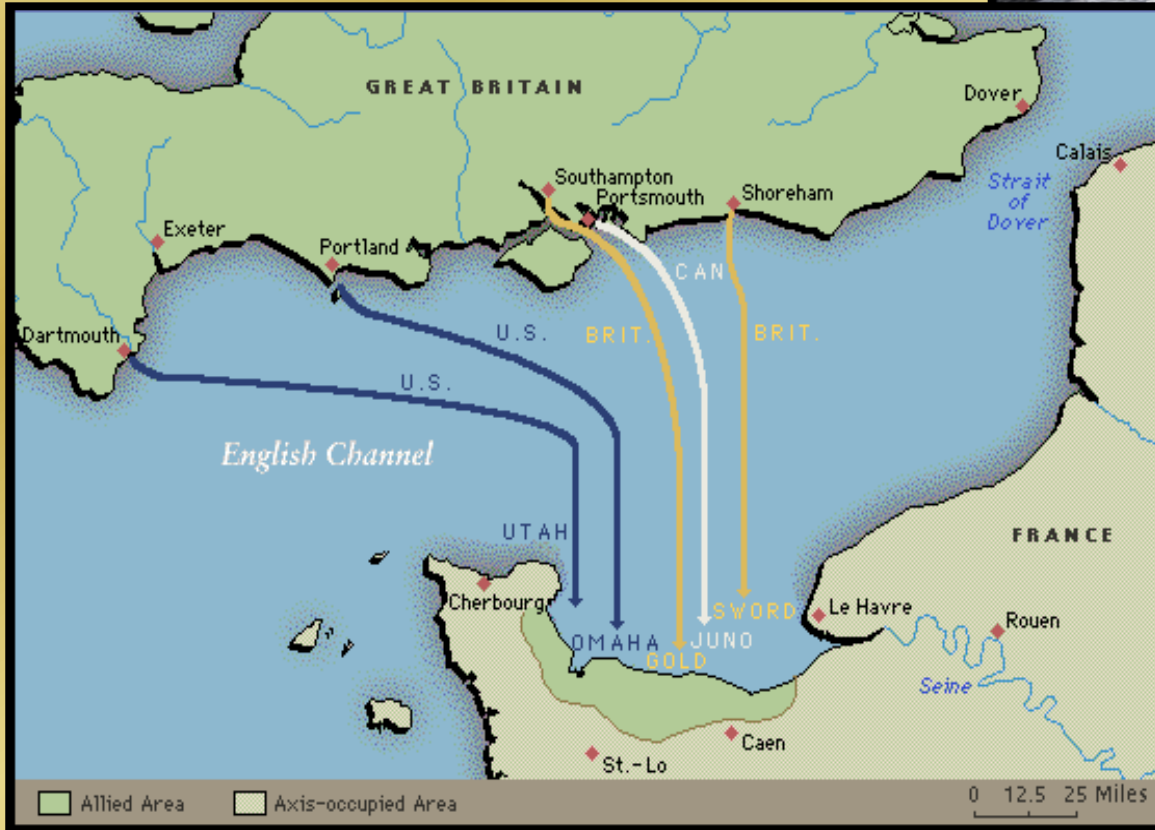 GREAT BRITAIN
Dover
Calais
Strait
of
Dover
Southampton
Portsmouth
Shoreham
Exeter
Portland
CAN
Dartmouth
U.S.
BRIT.
BRIT.
U.S.
English Channel
UTAH
FRANCE
Cherbourg
SWORD
Le Havre
Rouen
OMAHA
JUNO
GOLD
Seine
Caen
St.-Lo
Allied Area
Axis-occupied Area
0 12.5 25 Miles